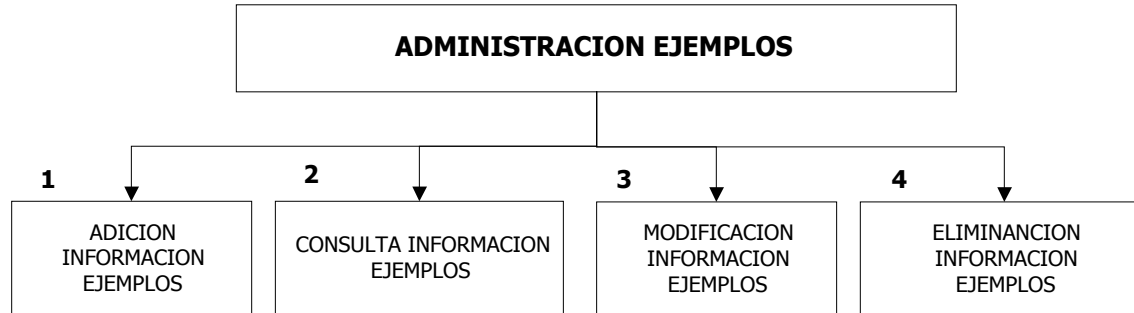 ADMINISTRACION EJEMPLOS
1
2
3
4
ADICION
INFORMACION
EJEMPLOS
CONSULTA INFORMACION
EJEMPLOS
MODIFICACION
INFORMACION
EJEMPLOS
ELIMINANCION
INFORMACION
EJEMPLOS